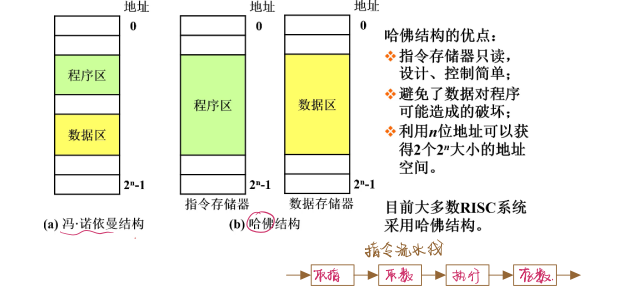 地址
0
程序区
数据区
2ⁿ-1
(a) 冯·诺依曼结构
地址
0
程序区
2ⁿ-1
指令存储器
地址
0
数据区
2ⁿ-1
数据存储器
(b) 哈佛结构
哈佛结构的优点：
❖指令存储器只读，
设计、控制简单；
❖避免了数据对程序
可能造成的破坏；
❖利用n位地址可以获
得2个2ⁿ大小的地址
空间。
目前大多数RISC系统
采用哈佛结构。
指令流水线
取指
取数
执行
存数